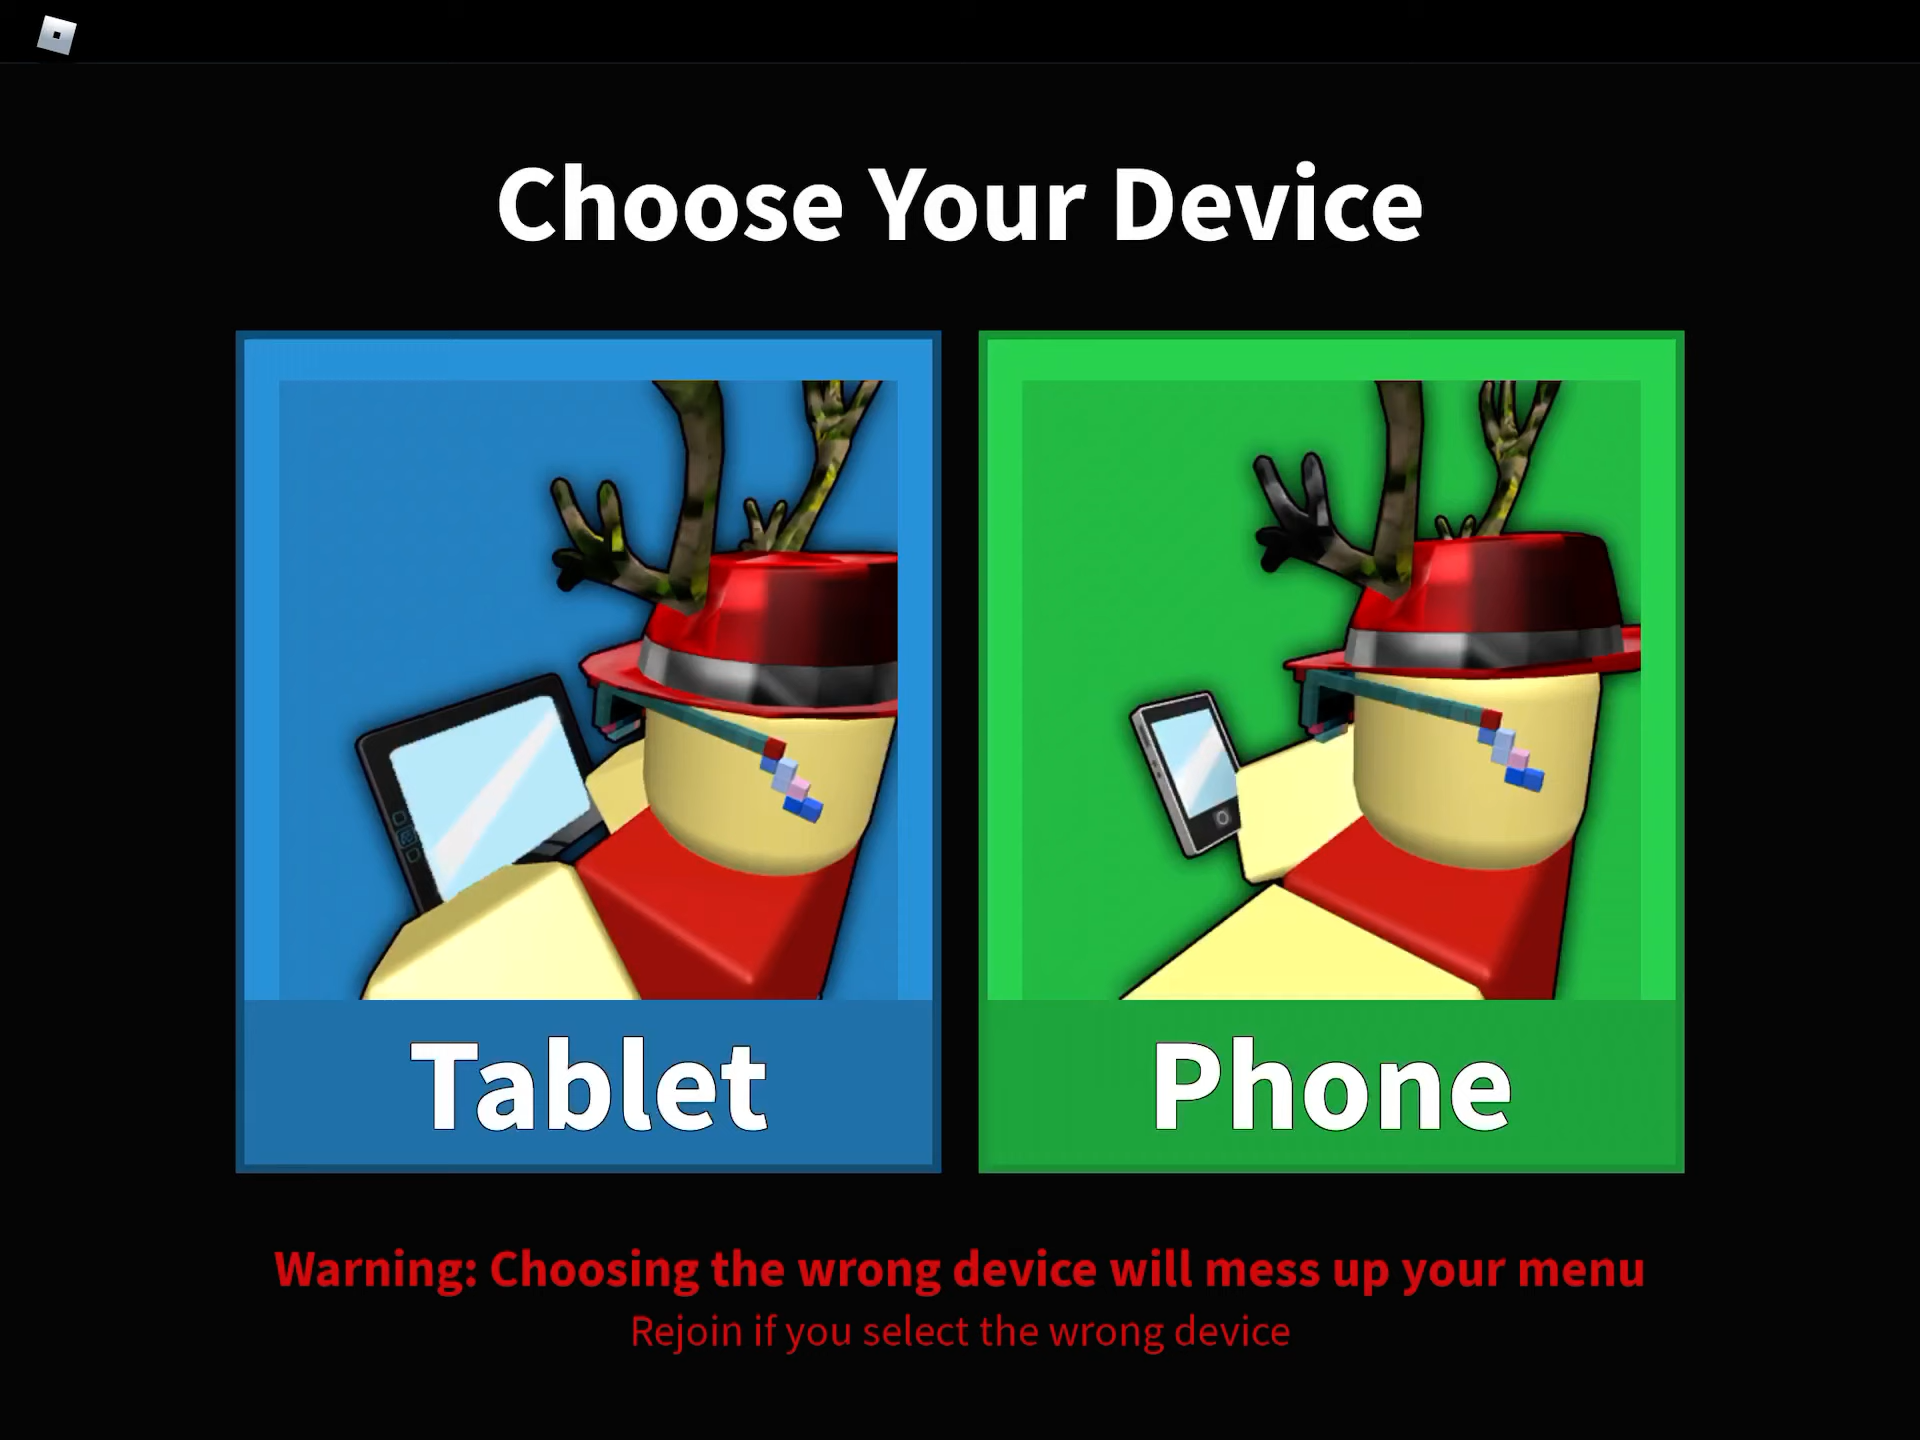 Choose Your Device
Tablet
Phone
Warning: Choosing the wrong device will mess up your menu
Rejoin if you select the wrong device